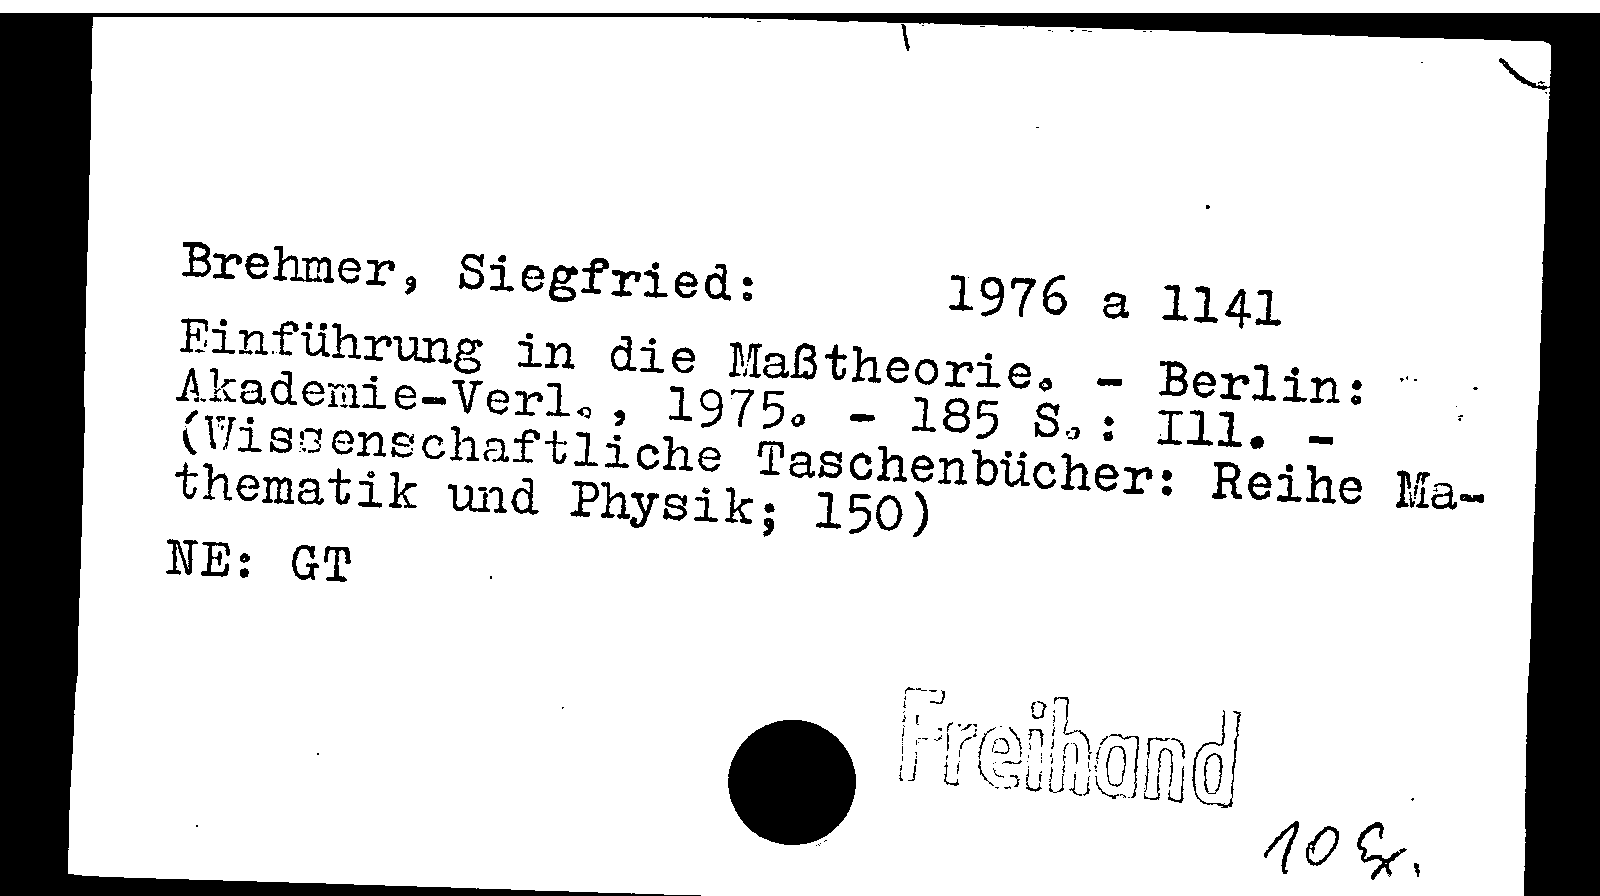 Brehmer, Siegfried: 1976 a 1141
Einführung in die Maßtheorie. - Berlin:
Akademie-Verl., 1975. - 185 S.: Ill. -
(Wissenschaftliche Taschenbücher: Reihe Ma-
thematik und Physik; 150)
NE: GT
Freihand
10 Ex.